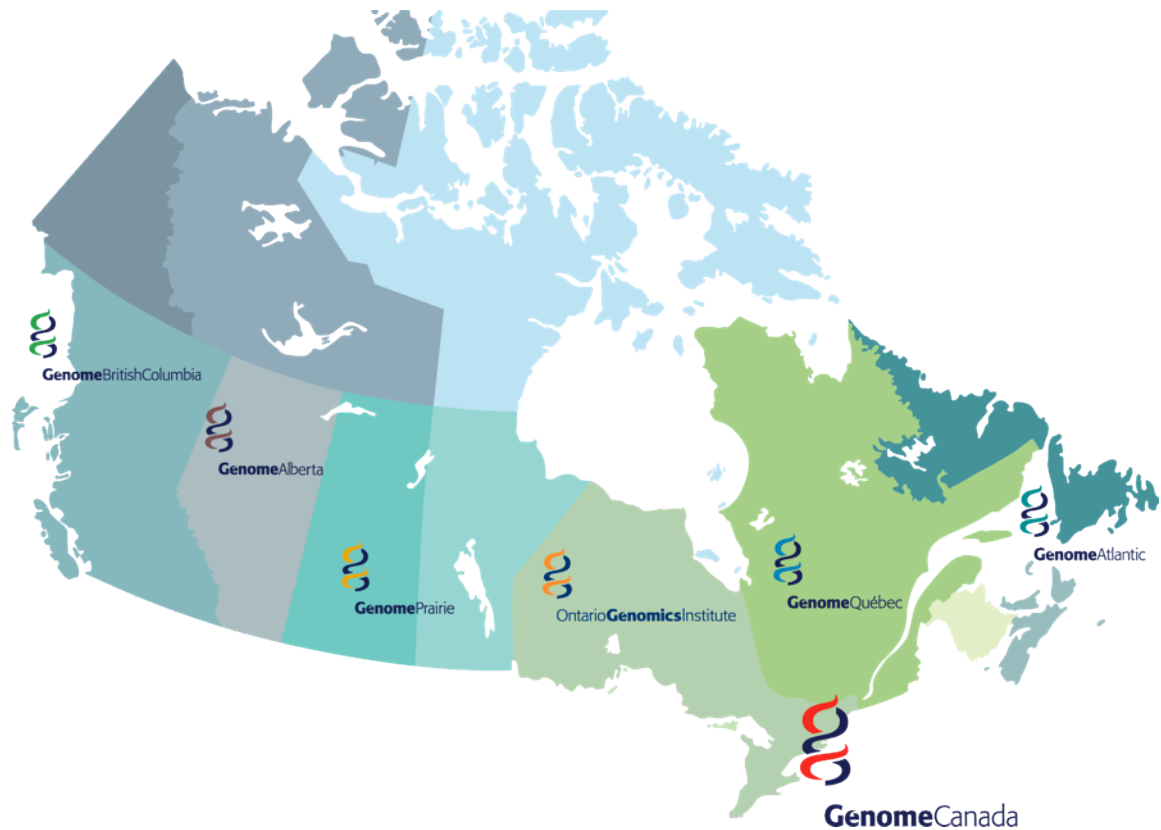 GenomeBritishColumbia
GenomeAlberta
GenomePrairie
OntarioGenomicsInstitute
GenomeQuébec
GenomeAtlantic
GenomeCanada